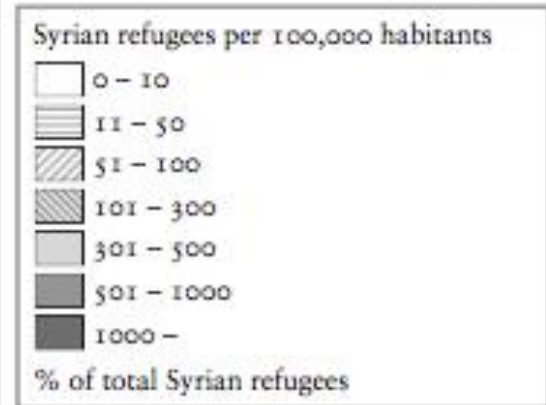 Syrian refugees per 100,000 habitants
0 – 10
11 – 50
51 – 100
101 – 300
301 – 500
501 – 1000
1000 –
% of total Syrian refugees